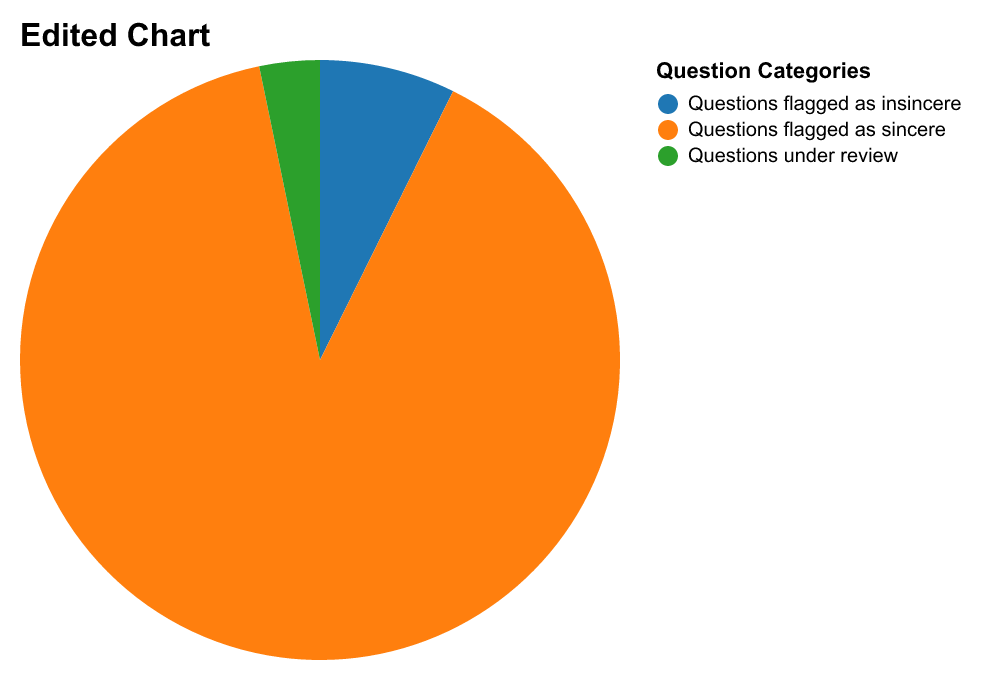 Edited Chart
Question Categories
Questions flagged as insincere
Questions flagged as sincere
Questions under review